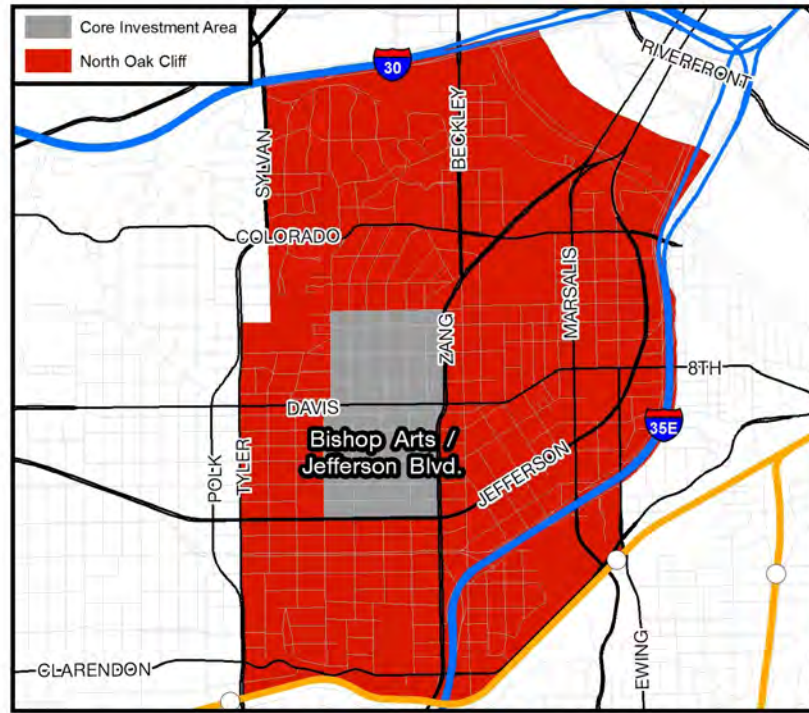 Core Investment Area
North Oak Cliff
30
RIVERFRONT
SYLVAN
BECKLEY
COLORADO
MARSALIS
ZANG
8TH
DAVIS
35E
Bishop Arts /
Jefferson Blvd.
JEFFERSON
POLK
TYLER
CLARENDON
EWING